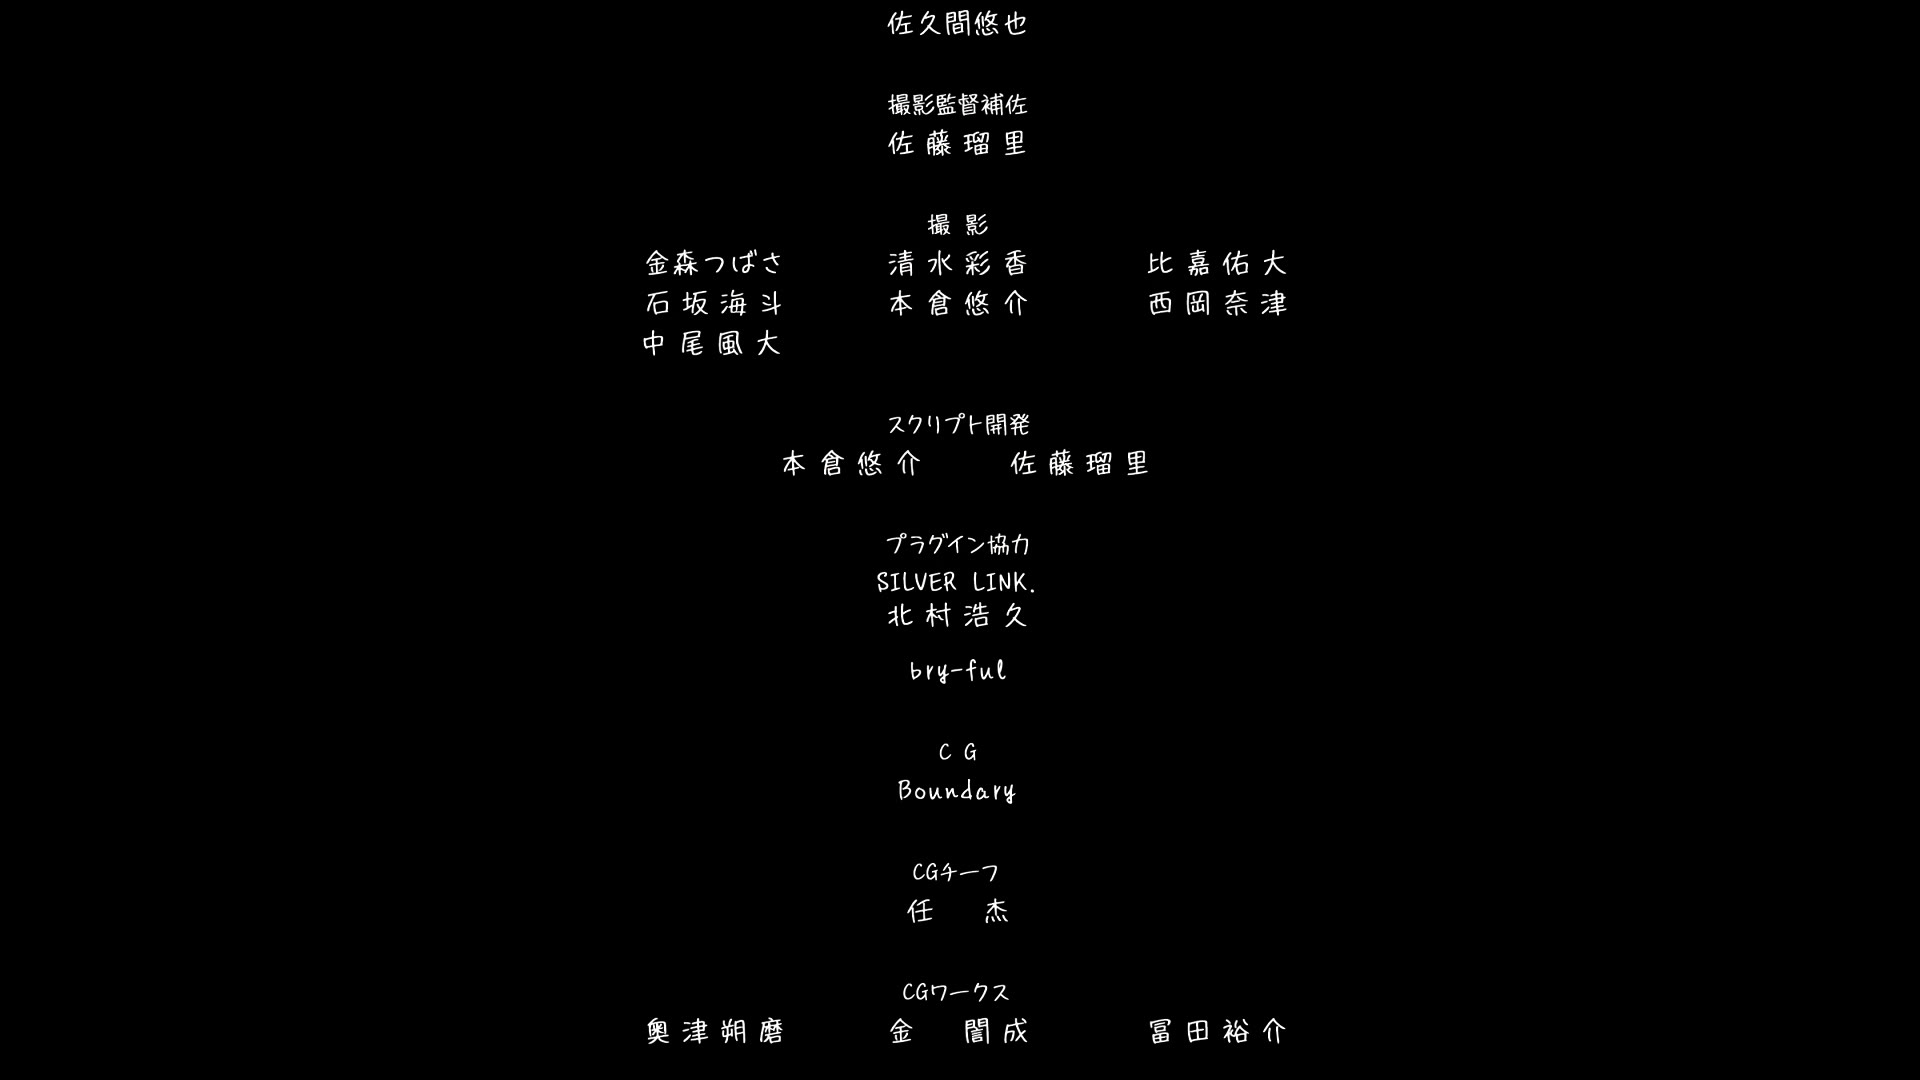 佐久間悠也
撮影監督補佐
佐藤瑠里
撮影
金森つばさ 清水彩香 比嘉佑大
石坂海斗 本倉悠介 西岡奈津
中尾風大
スクリプト開発
本倉悠介 佐藤瑠里
プラグイン協力
SILVER LINK.
北村浩久
bry-ful
CG
Boundary
CGチーフ
任 杰
CGワークス
奥津朔磨 金 誾成 冨田裕介